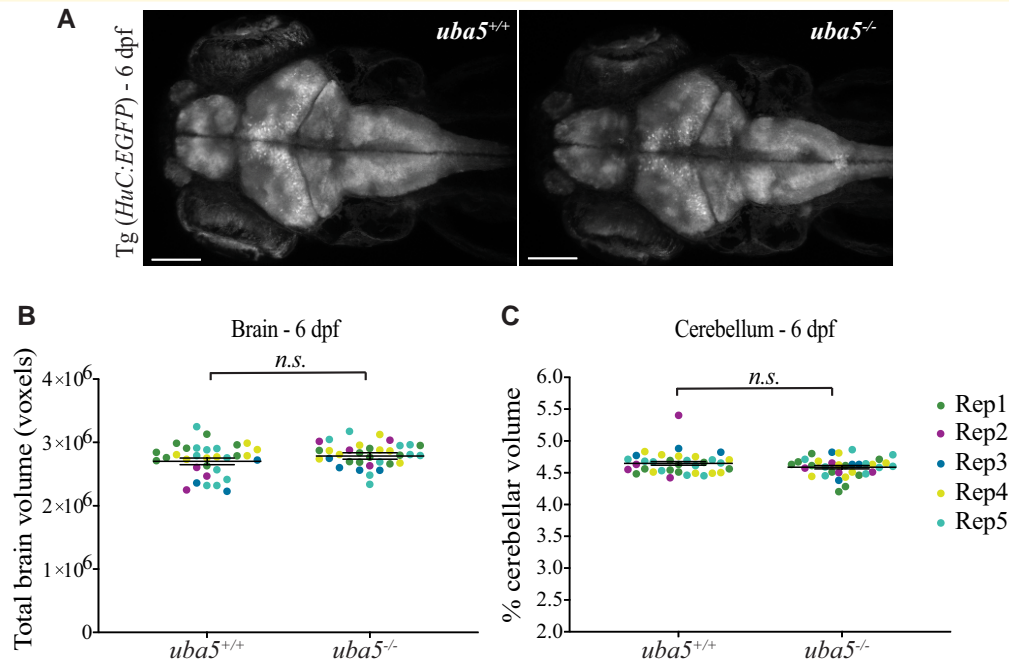 A
Tg (HuC:EGFP) - 6 dpf
uba5+/+
uba5-/-
B
Brain - 6 dpf
n.s.
Total brain volume (voxels)
4×10⁶
3×10⁶
2×10⁶
1×10⁶
0
uba5+/+
uba5-/-
C
Cerebellum - 6 dpf
n.s.
% cerebellar volume
6.0
5.5
5.0
4.5
4.0
3.5
3.0
2.5
2.0
uba5+/+
uba5-/-
Rep1
Rep2
Rep3
Rep4
Rep5